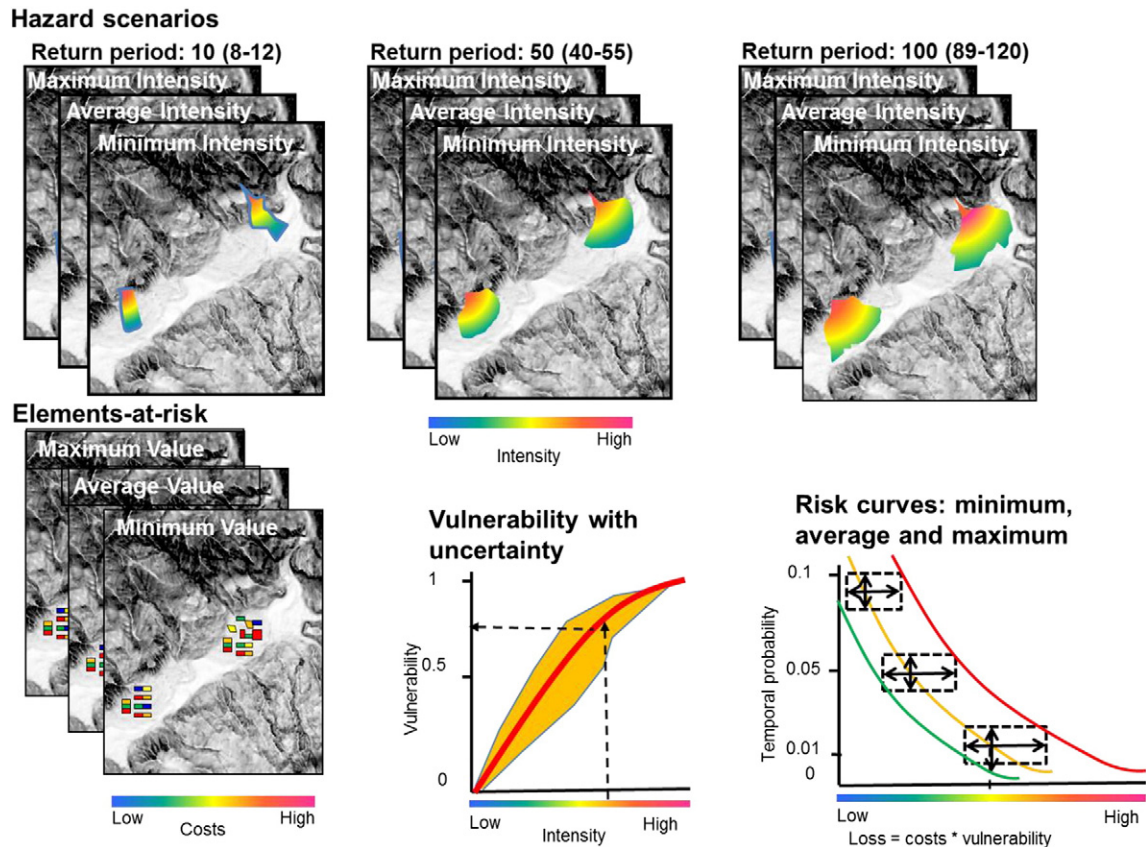 Hazard scenarios
Return period: 10 (8-12)
Maximum Intensity
Average Intensity
Minimum Intensity
Return period: 50 (40-55)
Maximum Intensity
Average Intensity
Minimum Intensity
Return period: 100 (89-120)
Maximum Intensity
Average Intensity
Minimum Intensity
Low
High
Intensity
Elements-at-risk
Maximum Value
Average Value
Minimum Value
Low
High
Costs
Vulnerability with
uncertainty
1
0.5
0
Vulnerability
Low
High
Intensity
Risk curves: minimum,
average and maximum
0.1
0.05
0.01
0
Temporal probability
Low
High
Loss = costs * vulnerability